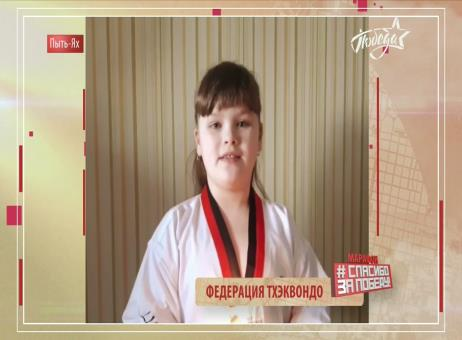 Пыть-Ях
Победа
ФЕДЕРАЦИЯ ТХЭКВОНДО
МАРАФОН
# СПАСИБО
ЗА ПОБЕДУ!